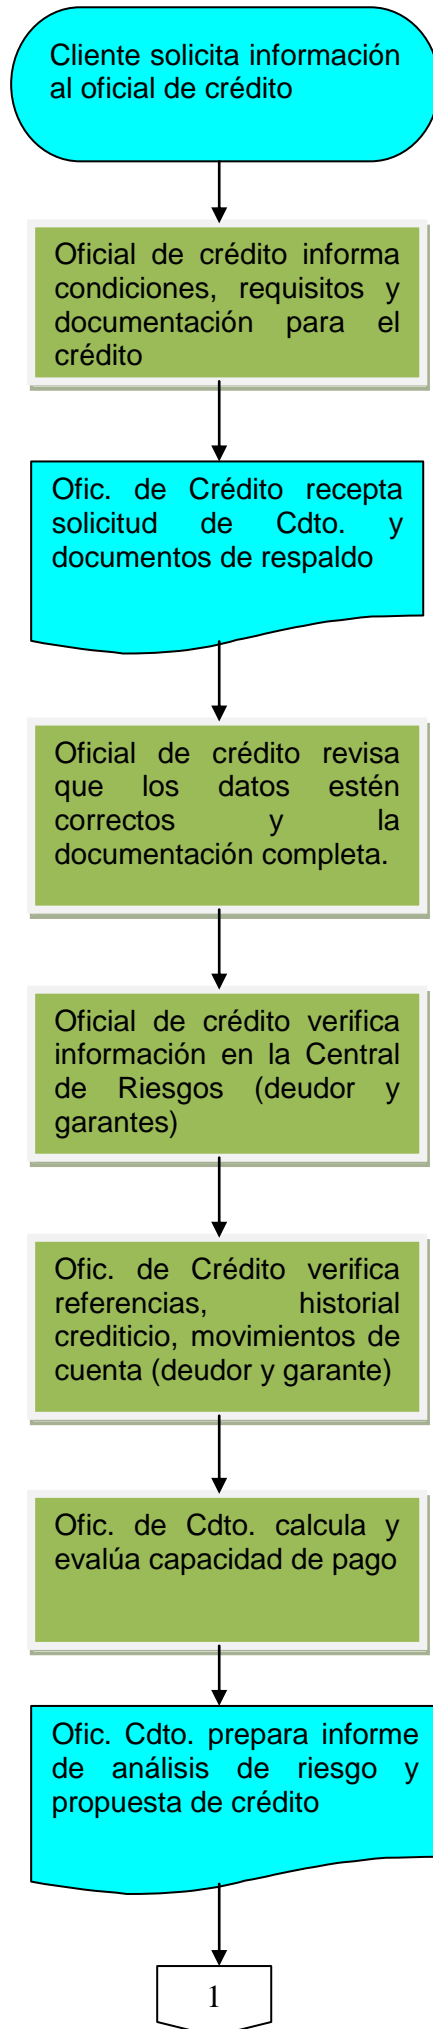 Cliente solicita información
al oficial de crédito
Oficial de crédito informa
condiciones, requisitos y
documentación para el
crédito
Ofic. de Crédito recepta
solicitud de Cdto. y
documentos de respaldo
Oficial de crédito revisa
que los datos estén
correctos y la
documentación completa.
Oficial de crédito verifica
información en la Central
de Riesgos (deudor y
garantes)
Ofic. de Crédito verifica
referencias, historial
crediticio, movimientos de
cuenta (deudor y garante)
Ofic. de Cdto. calcula y
evalúa capacidad de pago
Ofic. Cdto. prepara informe
de análisis de riesgo y
propuesta de crédito
1